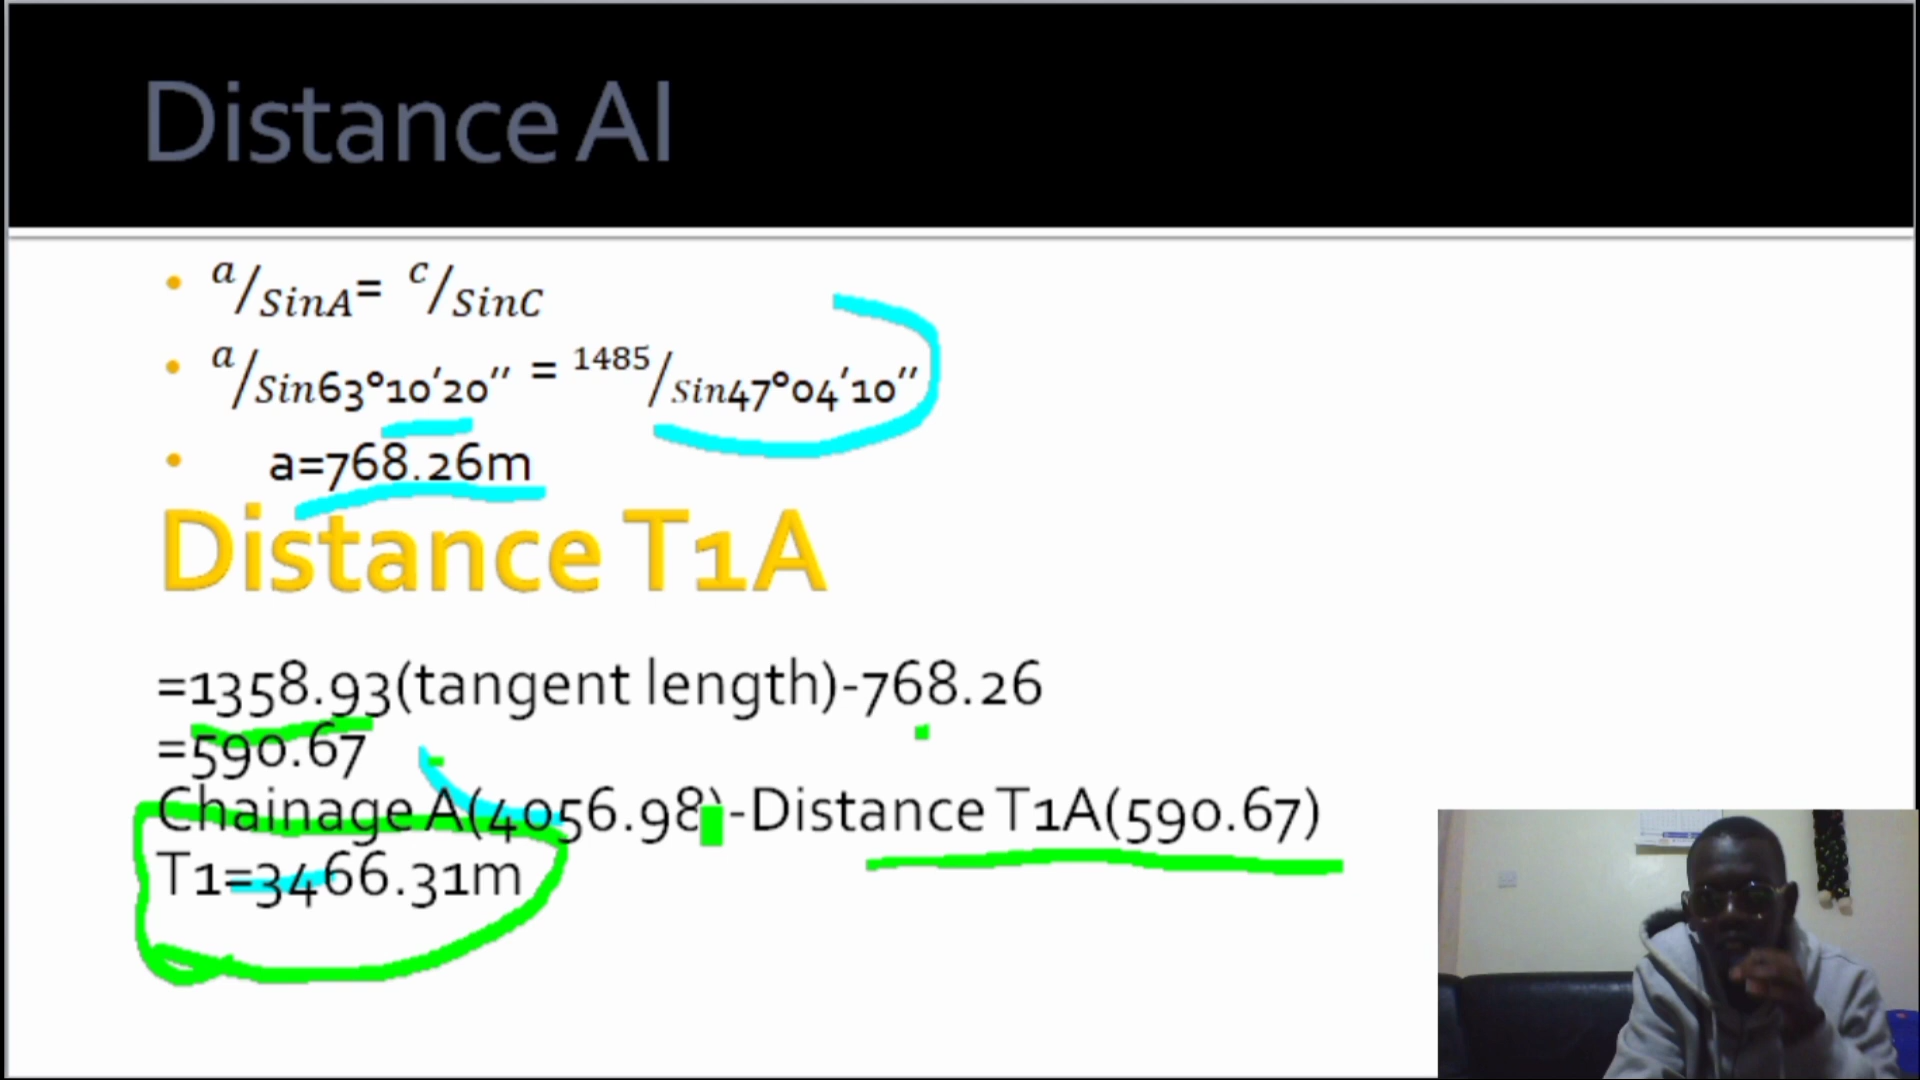 Distance AI
• a/SinA= c/SinC
• a/Sin63°10′20′′ = 1485/Sin47°04′10′′
• a=768.26m
Distance T1A
=1358.93(tangent length)-768.26
=590.67
Chainage A(4056.98)-Distance T1A(590.67)
T1=3466.31m